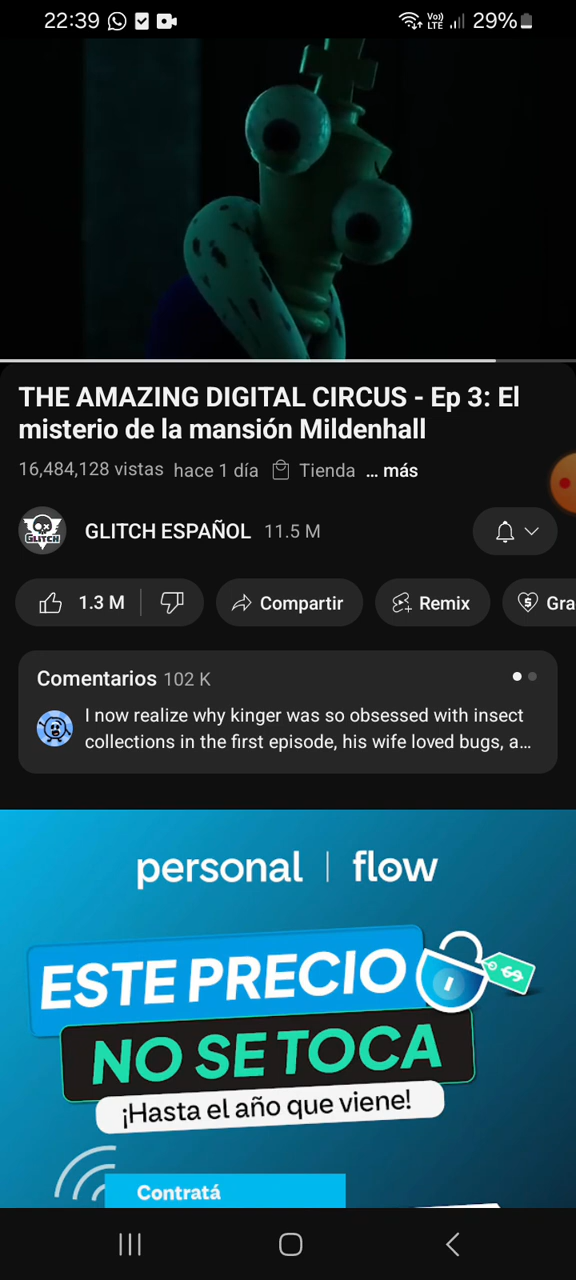 22:39
Vo)) LTE
29%
THE AMAZING DIGITAL CIRCUS - Ep 3: El
misterio de la mansión Mildenhall
16,484,128 vistas hace 1 día Tienda ... más
GLITCH
GLITCH ESPAÑOL 11.5 M
1.3 M Compartir Remix Gra
Comentarios 102 K
I now realize why kinger was so obsessed with insect
collections in the first episode, his wife loved bugs, a...
personal | flow
ESTE PRECIO
NO SE TOCA
¡Hasta el año que viene!
Contratá